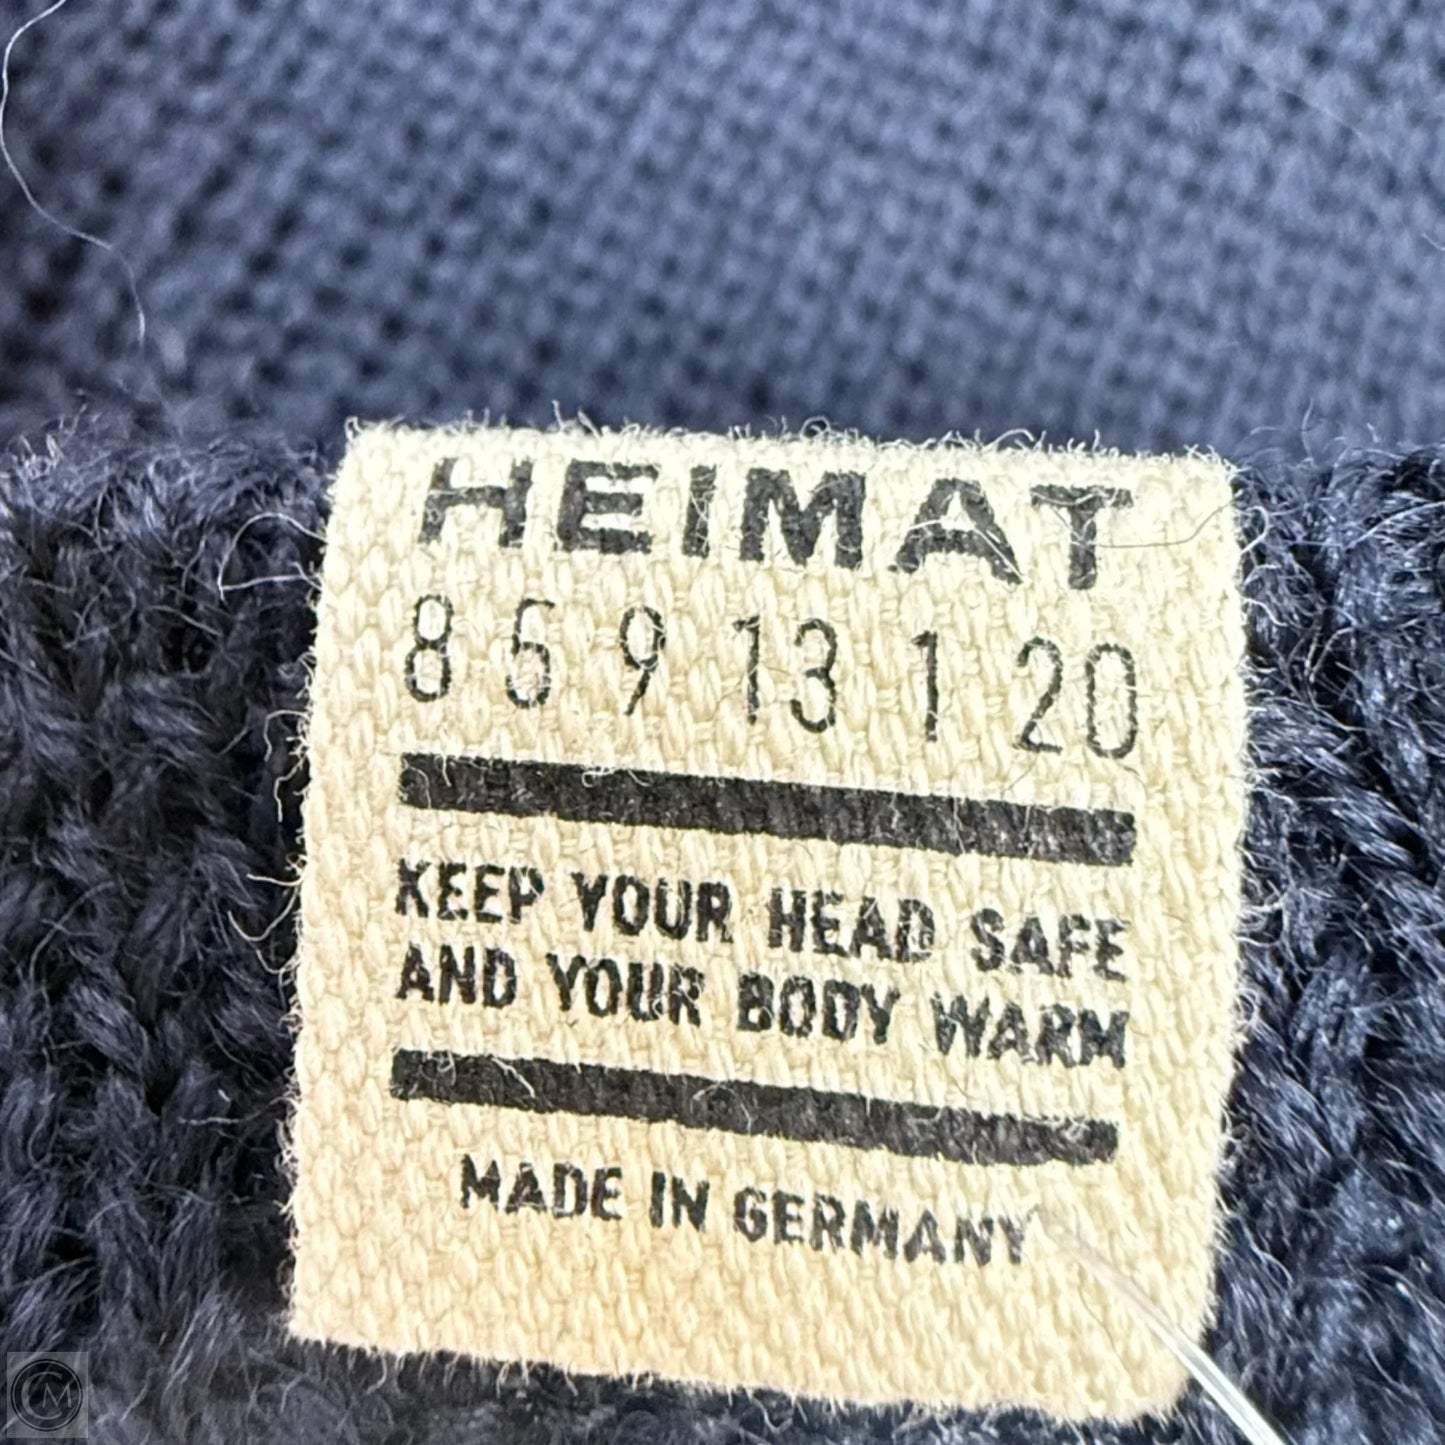 HEIMAT
8 5 9 13 1 20
KEEP YOUR HEAD SAFE
AND YOUR BODY WARM
MADE IN GERMANY